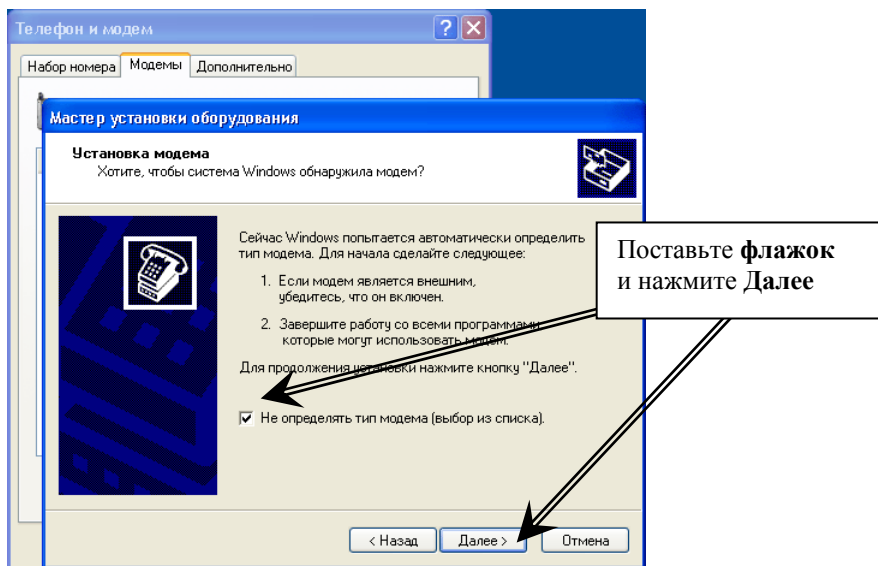 Телефон и модем
Набор номера Модемы Дополнительно
Мастер установки оборудования
Установка модема
Хотите, чтобы система Windows обнаружила модем?
Сейчас Windows попытается автоматически определить
тип модема. Для начала сделайте следующее:
1. Если модем является внешним,
убедитесь, что он включен.
2. Завершите работу со всеми программами,
которые могут использовать модем.
Для продолжения установки нажмите кнопку "Далее".
Не определять тип модема (выбор из списка).
< Назад Далее > Отмена
Поставьте флажок
и нажмите Далее